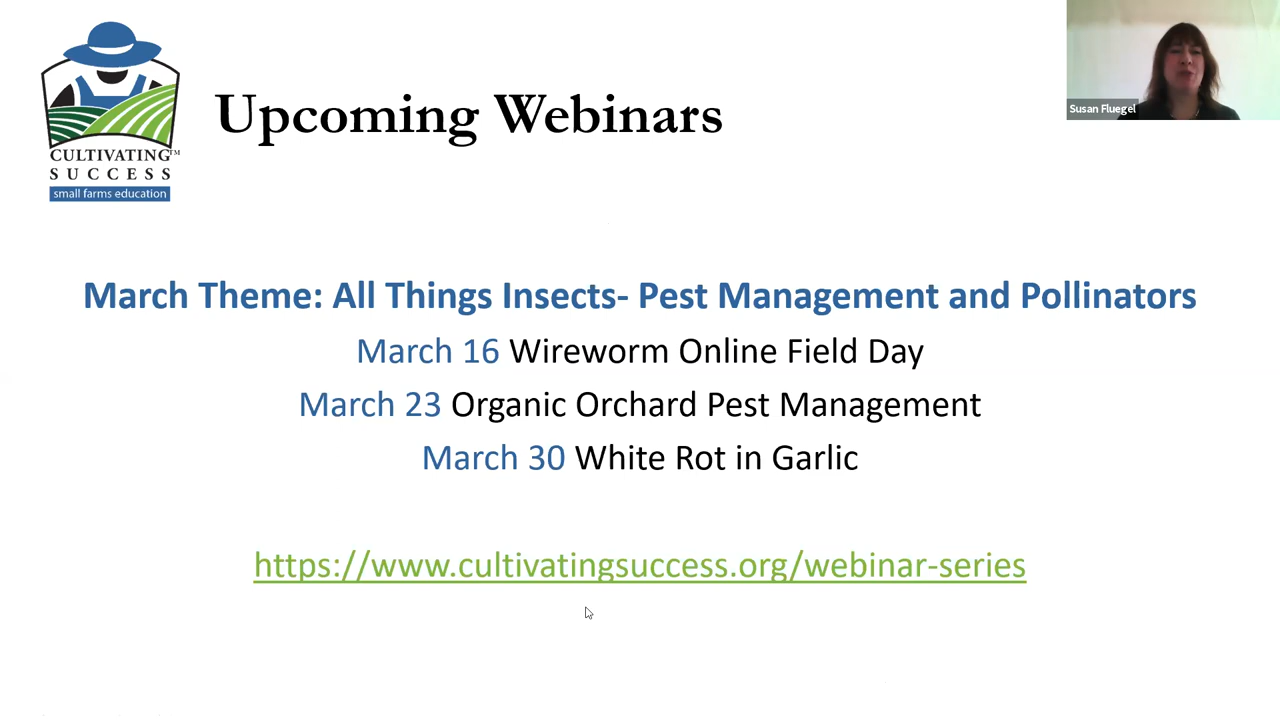 Upcoming Webinars
Susan Fluegel
CULTIVATING™
SUCCESS
small farms education
March Theme: All Things Insects- Pest Management and Pollinators
March 16 Wireworm Online Field Day
March 23 Organic Orchard Pest Management
March 30 White Rot in Garlic
https://www.cultivatingsuccess.org/webinar-series